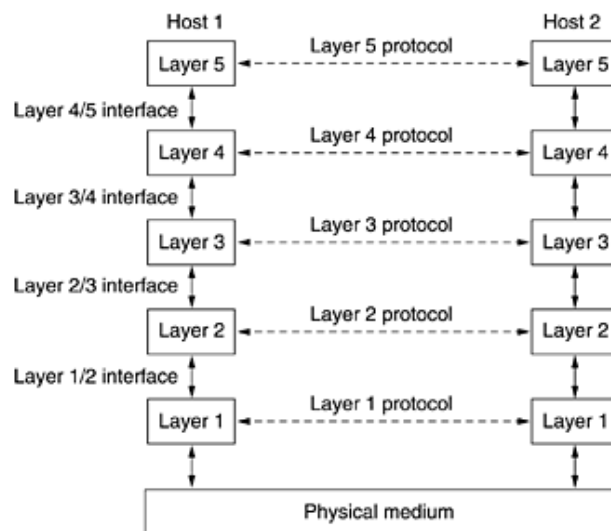 Host 1
Host 2
Layer 5 protocol
Layer 5
Layer 5
Layer 4/5 interface
Layer 4 protocol
Layer 4
Layer 4
Layer 3/4 interface
Layer 3 protocol
Layer 3
Layer 3
Layer 2/3 interface
Layer 2 protocol
Layer 2
Layer 2
Layer 1/2 interface
Layer 1 protocol
Layer 1
Layer 1
Physical medium